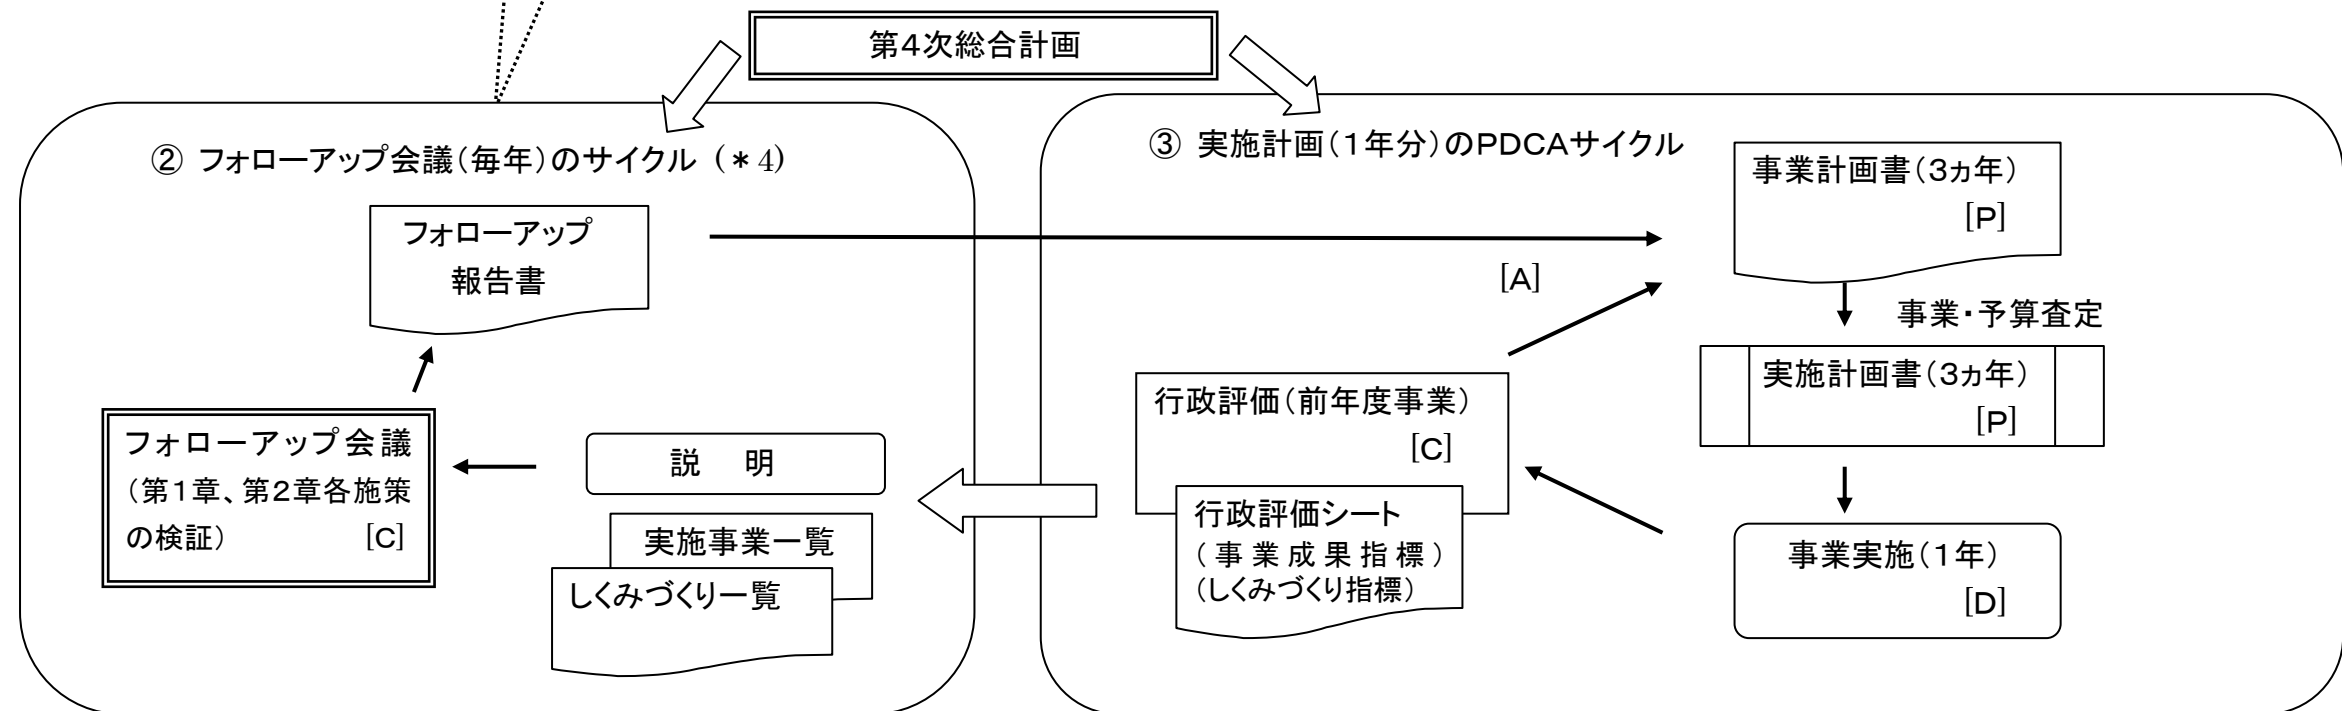 第4次総合計画
② フォローアップ会議(毎年)のサイクル (*4)
フォローアップ
報告書
フォローアップ会議
(第1章、第2章各施策
の検証) [C]
説 明
実施事業一覧
しくみづくり一覧
③ 実施計画(1年分)のPDCAサイクル
事業計画書(3ヵ年)
[P]
[A]
事業・予算査定
実施計画書(3ヵ年)
[P]
行政評価(前年度事業)
[C]
行政評価シート
(事業成果指標)
(しくみづくり指標)
事業実施(1年)
[D]